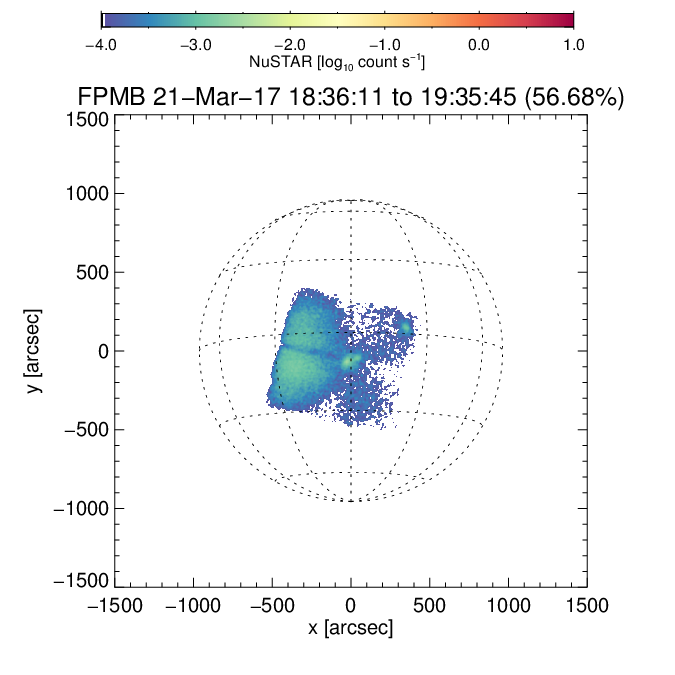 −4.0 −3.0 −2.0 −1.0 0.0 1.0
NuSTAR [log₁₀ count s⁻¹]
FPMB 21−Mar−17 18:36:11 to 19:35:45 (56.68%)
1500
1000
500
0
−500
−1000
−1500
y [arcsec]
−1500 −1000 −500 0 500 1000 1500
x [arcsec]